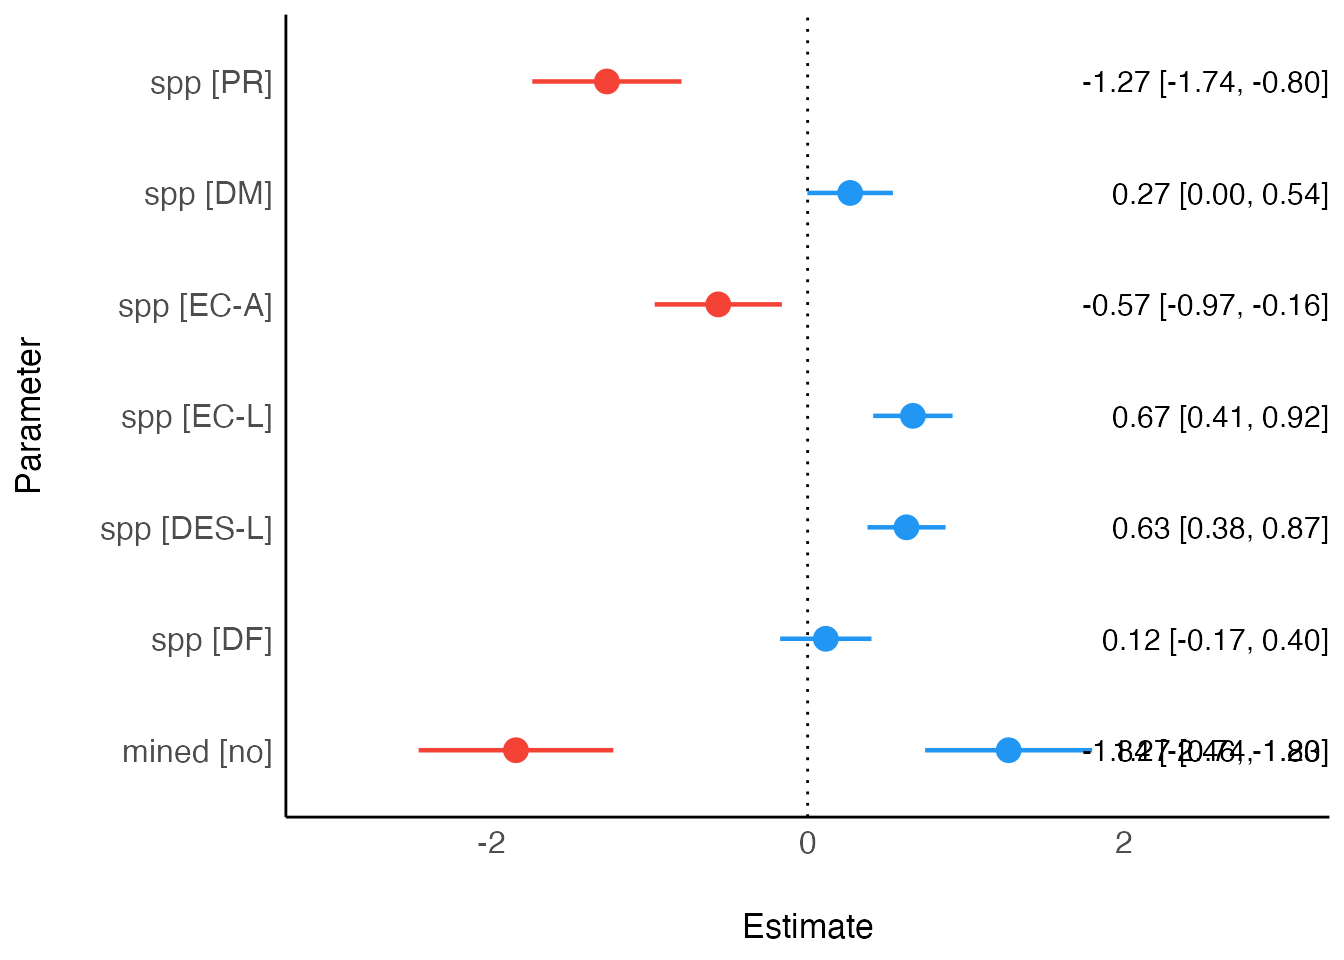 spp [PR]
-1.27 [-1.74, -0.80]
spp [DM]
0.27 [0.00, 0.54]
spp [EC-A]
-0.57 [-0.97, -0.16]
spp [EC-L]
0.67 [0.41, 0.92]
spp [DES-L]
0.63 [0.38, 0.87]
spp [DF]
0.12 [-0.17, 0.40]
mined [no]
-2
0
2
Estimate
Parameter